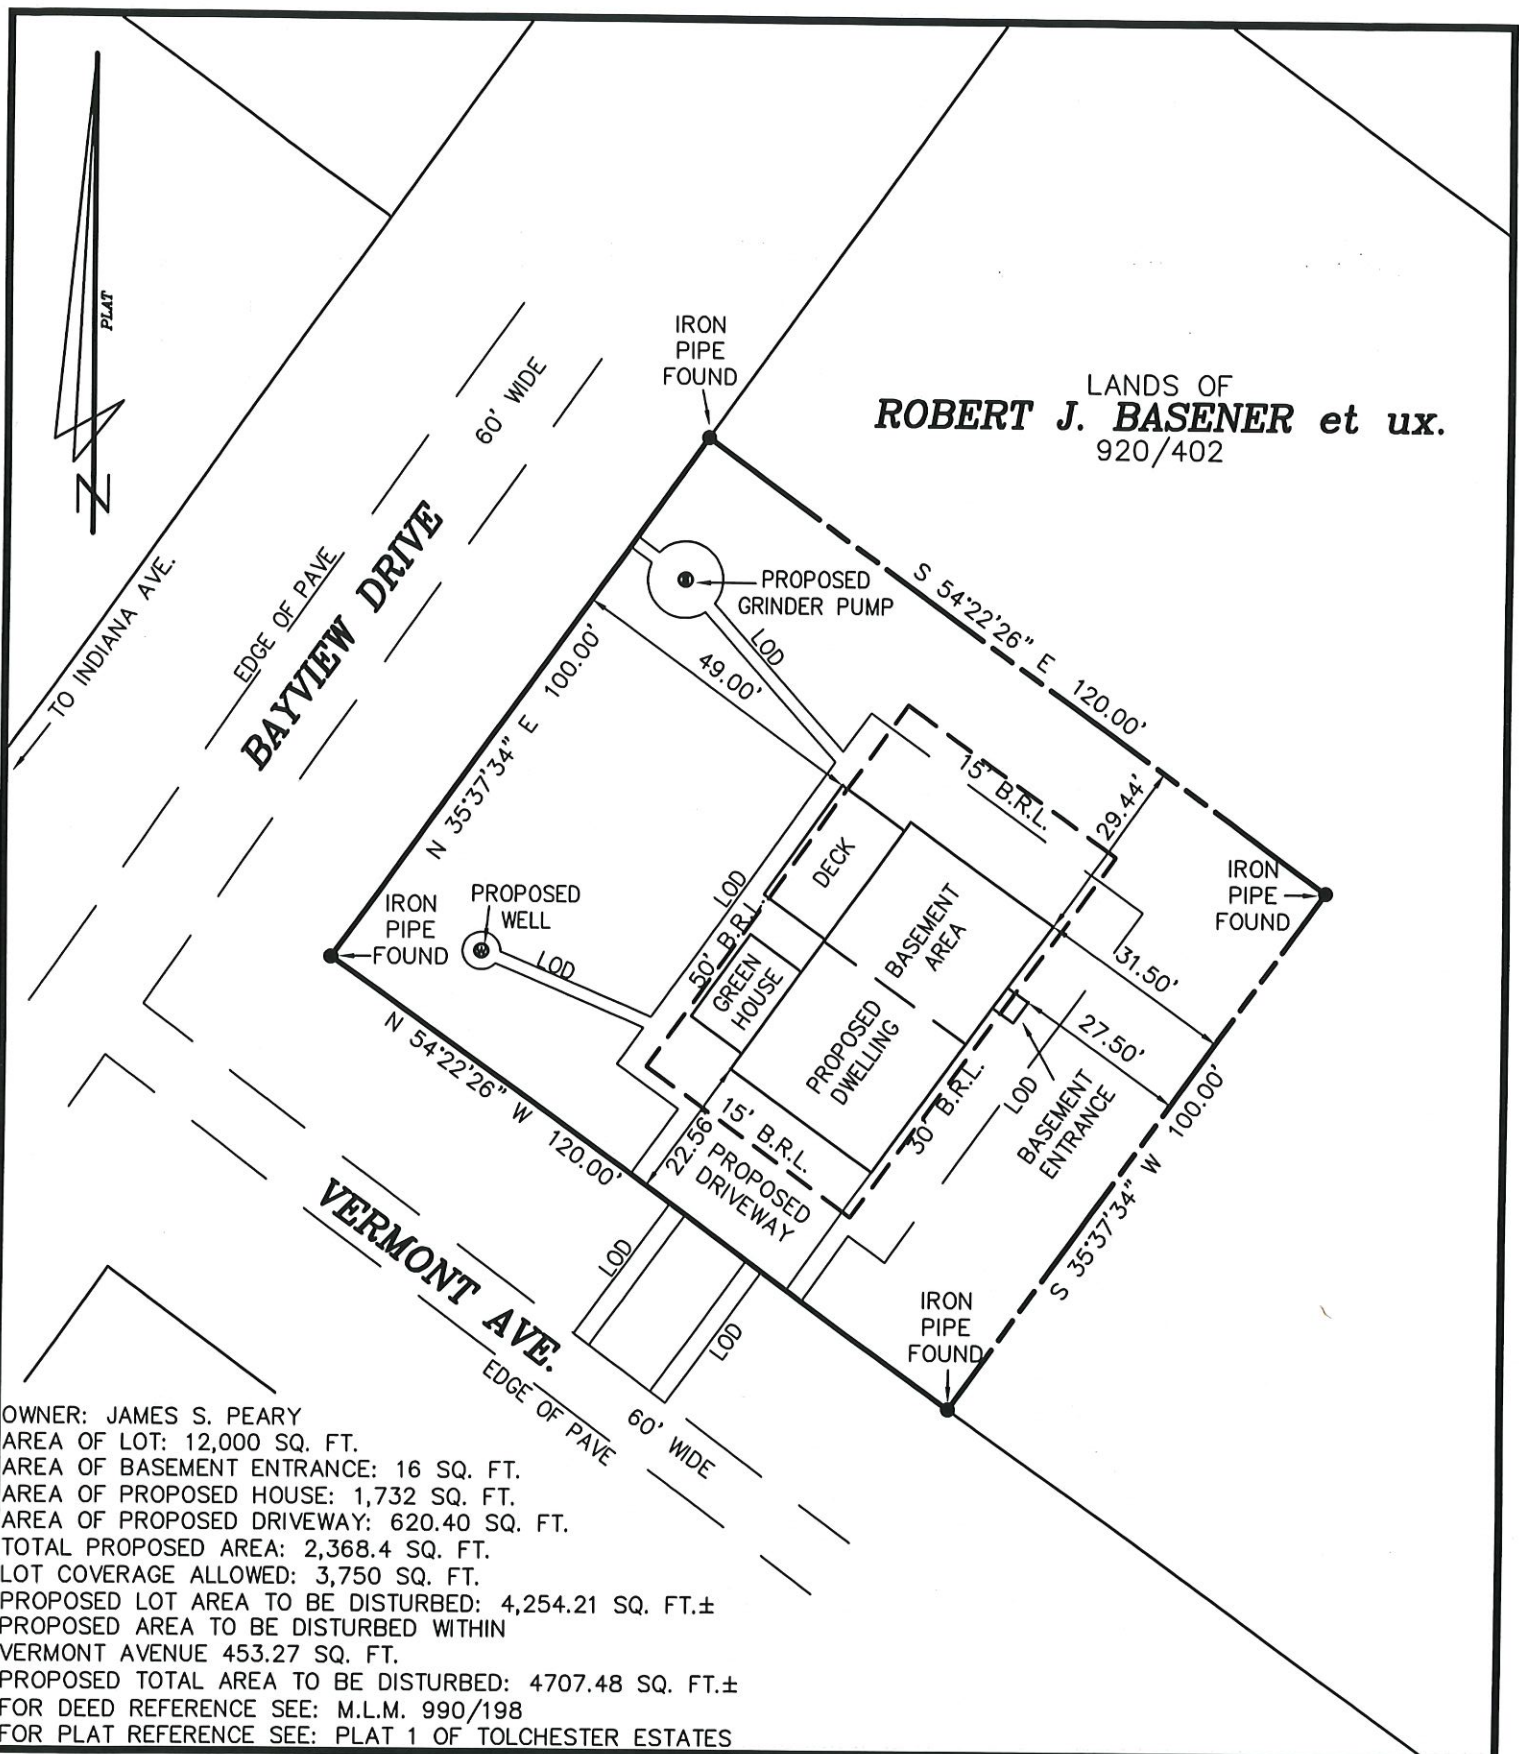 PLAT
N
IRON
PIPE
FOUND
LANDS OF
ROBERT J. BASENER et ux.
920/402
60' WIDE
TO INDIANA AVE.
EDGE OF PAVE
BAYVIEW DRIVE
PROPOSED
GRINDER PUMP
LOD
S 54°22'26" E 120.00'
N 35°37'34" E 100.00'
49.00'
15' B.R.L.
29.44'
DECK
LOD
50' B.R.L.
BASEMENT
AREA
IRON
PIPE
FOUND
IRON
PIPE
FOUND
PROPOSED
WELL
LOD
GREEN
HOUSE
31.50'
27.50'
PROPOSED
DWELLING
N 54°22'26" W 120.00'
30' B.R.L.
LOD
BASEMENT
ENTRANCE
S 35°37'34" W 100.00'
22.56'
15' B.R.L.
PROPOSED
DRIVEWAY
VERMONT AVE.
LOD
LOD
IRON
PIPE
FOUND
EDGE OF PAVE
60' WIDE
OWNER: JAMES S. PEARY
AREA OF LOT: 12,000 SQ. FT.
AREA OF BASEMENT ENTRANCE: 16 SQ. FT.
AREA OF PROPOSED HOUSE: 1,732 SQ. FT.
AREA OF PROPOSED DRIVEWAY: 620.40 SQ. FT.
TOTAL PROPOSED AREA: 2,368.4 SQ. FT.
LOT COVERAGE ALLOWED: 3,750 SQ. FT.
PROPOSED LOT AREA TO BE DISTURBED: 4,254.21 SQ. FT.±
PROPOSED AREA TO BE DISTURBED WITHIN
VERMONT AVENUE 453.27 SQ. FT.
PROPOSED TOTAL AREA TO BE DISTURBED: 4707.48 SQ. FT.±
FOR DEED REFERENCE SEE: M.L.M. 990/198
FOR PLAT REFERENCE SEE: PLAT 1 OF TOLCHESTER ESTATES